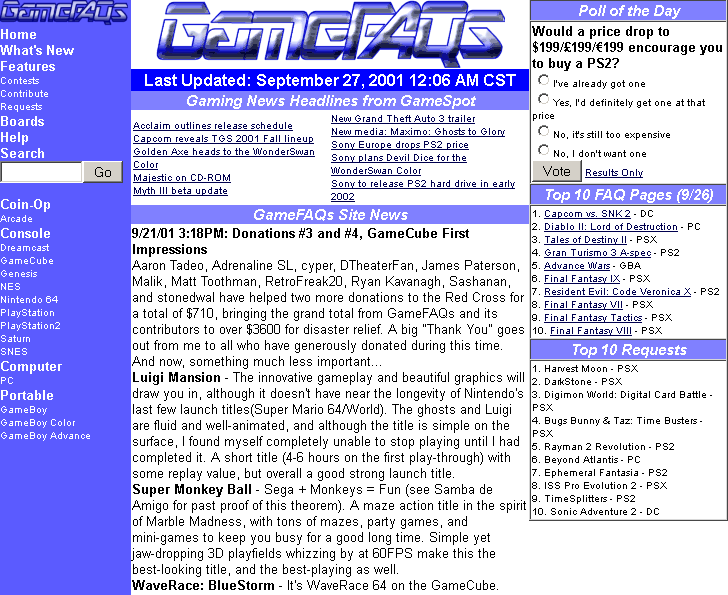 GameFAQs
Home
What's New
Features
Contests
Contribute
Requests
Boards
Help
Search
Go
Coin-Op
Arcade
Console
Dreamcast
GameCube
Genesis
NES
Nintendo 64
PlayStation
PlayStation2
Saturn
SNES
Computer
PC
Portable
GameBoy
GameBoy Color
GameBoy Advance
GameFAQs
Last Updated: September 27, 2001 12:06 AM CST
Gaming News Headlines from GameSpot
Acclaim outlines release schedule
Capcom reveals TGS 2001 Fall lineup
Golden Axe heads to the WonderSwan
Color
Majestic on CD-ROM
Myth III beta update
New Grand Theft Auto 3 trailer
New media: Maximo: Ghosts to Glory
Sony Europe drops PS2 price
Sony plans Devil Dice for the
WonderSwan Color
Sony to release PS2 hard drive in early
2002
GameFAQs Site News
9/21/01 3:18PM: Donations #3 and #4, GameCube First
Impressions
Aaron Tadeo, Adrenaline SL, cyper, DTheaterFan, James Paterson,
Malik, Matt Toothman, RetroFreak20, Ryan Kavanagh, Sashanan,
and stonedwal have helped two more donations to the Red Cross for
a total of $710, bringing the grand total from GameFAQs and its
contributors to over $3600 for disaster relief. A big "Thank You" goes
out from me to all who have generously donated during this time.
And now, something much less important...
Luigi Mansion - The innovative gameplay and beautiful graphics will
draw you in, although it doesn't have near the longevity of Nintendo's
last few launch titles(Super Mario 64/World). The ghosts and Luigi
are fluid and well-animated, and although the title is simple on the
surface, I found myself completely unable to stop playing until I had
completed it. A short title (4-6 hours on the first play-through) with
some replay value, but overall a good strong launch title.
Super Monkey Ball - Sega + Monkeys = Fun (see Samba de
Amigo for past proof of this theorem). A maze action title in the spirit
of Marble Madness, with tons of mazes, party games, and
mini-games to keep you busy for a good long time. Simple yet
jaw-dropping 3D playfields whizzing by at 60FPS make this the
best-looking title, and the best-playing as well.
WaveRace: BlueStorm - It's WaveRace 64 on the GameCube.
Poll of the Day
Would a price drop to
$199/£199/€199 encourage you
to buy a PS2?
I've already got one
Yes, I'd definitely get one at that
price
No, it's still too expensive
No, I don't want one
Vote Results Only
Top 10 FAQ Pages (9/26)
1. Capcom vs. SNK 2 - DC
2. Diablo II: Lord of Destruction - PC
3. Tales of Destiny II - PSX
4. Gran Turismo 3 A-spec - PS2
5. Advance Wars - GBA
6. Final Fantasy IX - PSX
7. Resident Evil: Code Veronica X - PS2
8. Final Fantasy VII - PSX
9. Final Fantasy Tactics - PSX
10. Final Fantasy VIII - PSX
Top 10 Requests
1. Harvest Moon - PSX
2. DarkStone - PSX
3. Digimon World: Digital Card Battle -
PSX
4. Bugs Bunny & Taz: Time Busters -
PSX
5. Rayman 2 Revolution - PS2
6. Beyond Atlantis - PC
7. Ephemeral Fantasia - PS2
8. ISS Pro Evolution 2 - PSX
9. TimeSplitters - PS2
10. Sonic Adventure 2 - DC